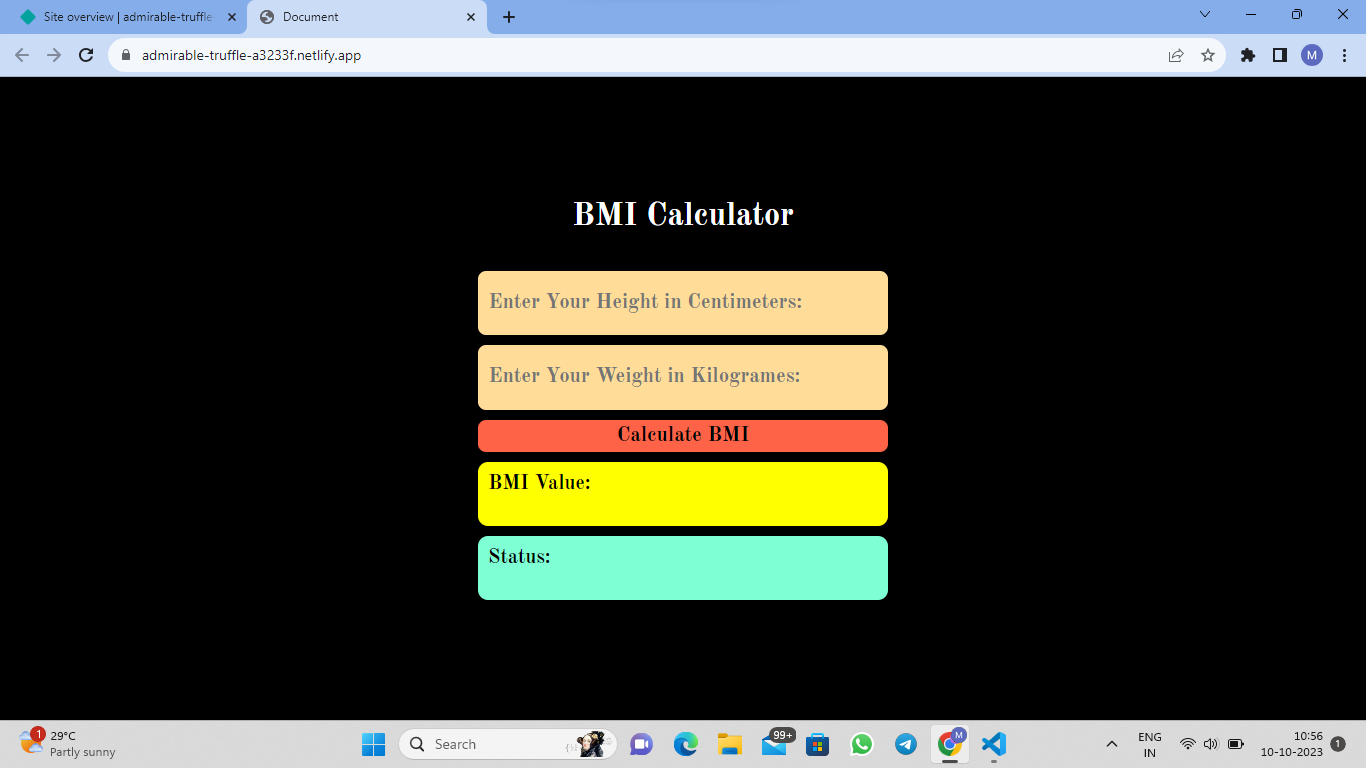 Site overview | admirable-truffle
Document
admirable-truffle-a3233f.netlify.app
M
BMI Calculator
Enter Your Height in Centimeters:
Enter Your Weight in Kilogrames:
Calculate BMI
BMI Value:
Status:
1
29°C
Partly sunny
Search
99+
M
ENG
IN
10:56
10-10-2023
1